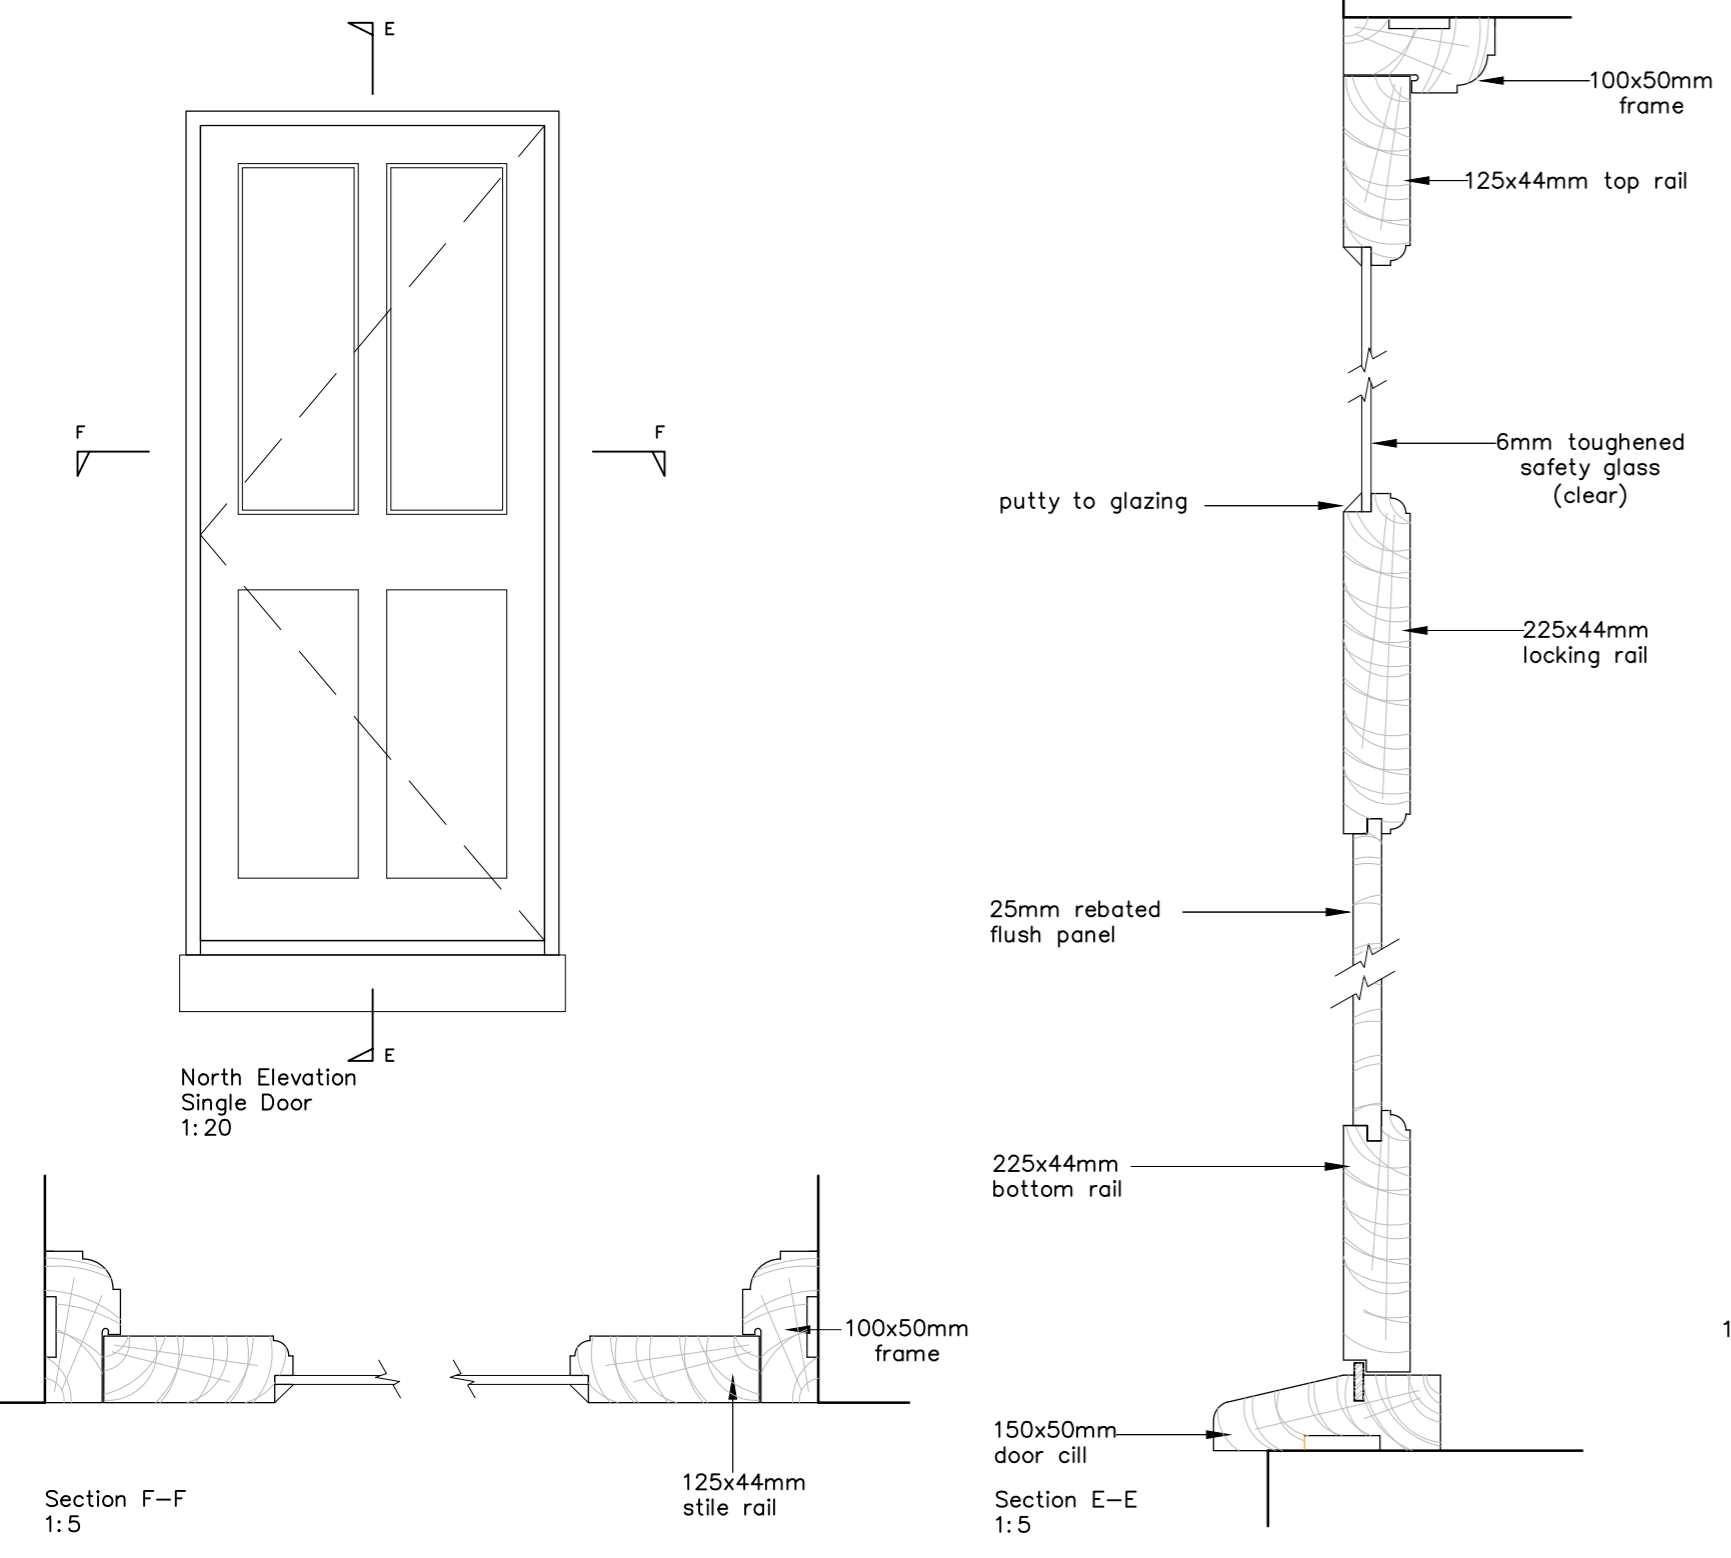 E
F
F
E
North Elevation
Single Door
1:20
100x50mm
frame
125x44mm
stile rail
Section F-F
1:5
100x50mm
frame
125x44mm top rail
6mm toughened
safety glass
(clear)
putty to glazing
225x44mm
locking rail
25mm rebated
flush panel
225x44mm
bottom rail
1
150x50mm
door cill
Section E-E
1:5